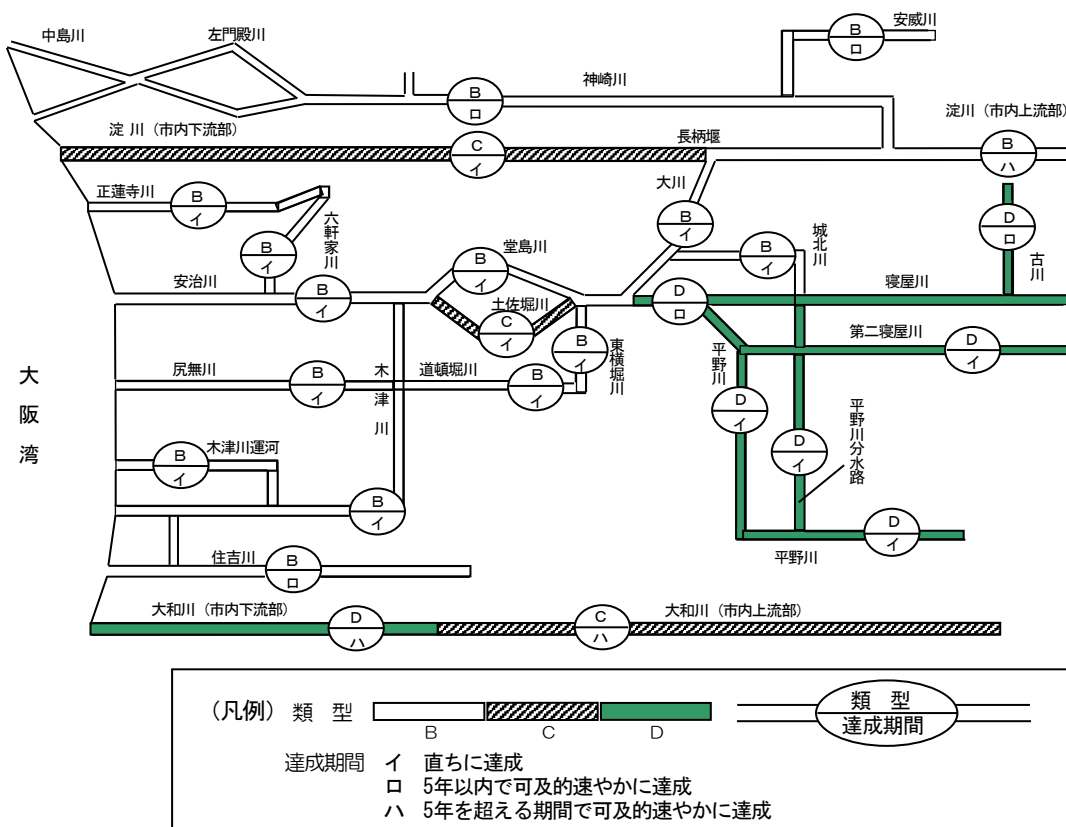 中島川
左門殿川
安威川
B
ロ
神崎川
B
ロ
淀川(市内上流部)
淀 川(市内下流部)
長柄堰
C
イ
B
ハ
大川
正蓮寺川
B
イ
六軒家川
B
イ
D
ロ
古川
B
イ
城北川
B
イ
堂島川
B
イ
安治川
B
イ
土佐堀川
C
イ
D
ロ
寝屋川
第二寝屋川
D
イ
B
イ
東横堀川
平野川
尻無川
B
イ
木津川
道頓堀川
B
イ
D
イ
平野川分水路
D
イ
大阪湾
木津川運河
B
イ
B
イ
D
イ
平野川
住吉川
B
ロ
大和川(市内下流部)
D
ハ
C
ハ
大和川(市内上流部)
(凡例) 類 型
B C D
類 型
達成期間
達成期間 イ 直ちに達成
ロ 5年以内で可及的速やかに達成
ハ 5年を超える期間で可及的速やかに達成